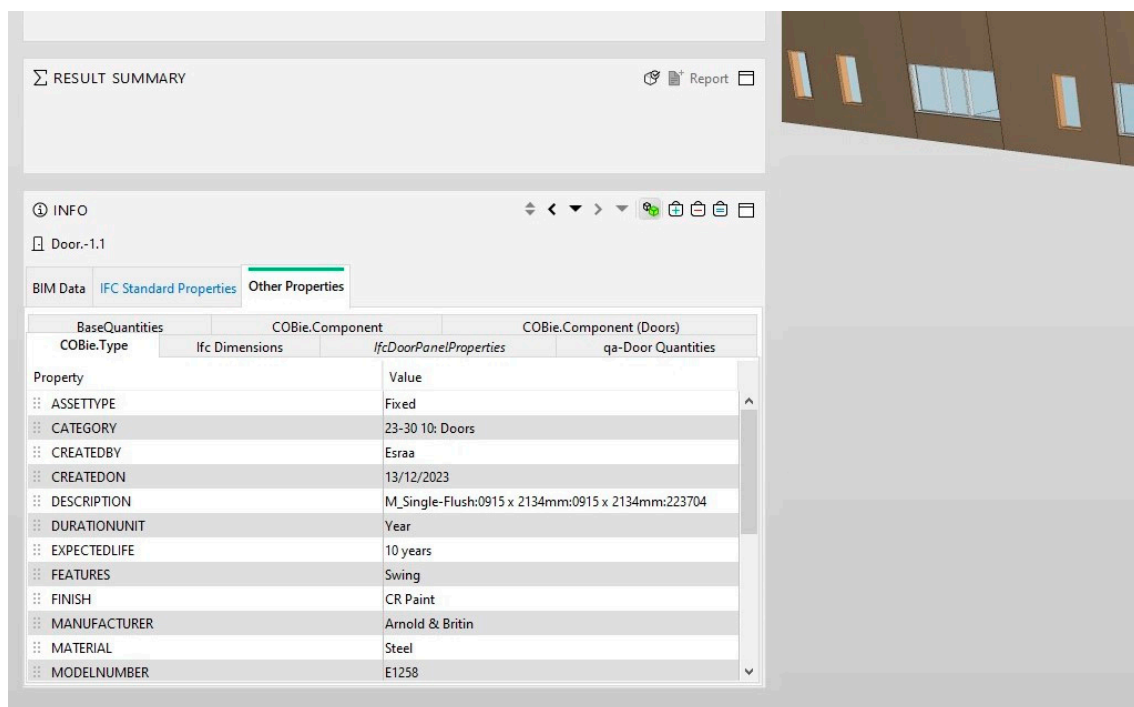 RESULT SUMMARY Report
INFO
Door.-1.1
BIM Data IFC Standard Properties Other Properties
BaseQuantities COBie.Component COBie.Component (Doors)
COBie.Type Ifc Dimensions IfcDoorPanelProperties qa-Door Quantities
Property Value
ASSETTYPE Fixed
CATEGORY 23-30 10: Doors
CREATEDBY Esraa
CREATEDON 13/12/2023
DESCRIPTION M_Single-Flush:0915 x 2134mm:0915 x 2134mm:223704
DURATIONUNIT Year
EXPECTEDLIFE 10 years
FEATURES Swing
FINISH CR Paint
MANUFACTURER Arnold & Britin
MATERIAL Steel
MODELNUMBER E1258